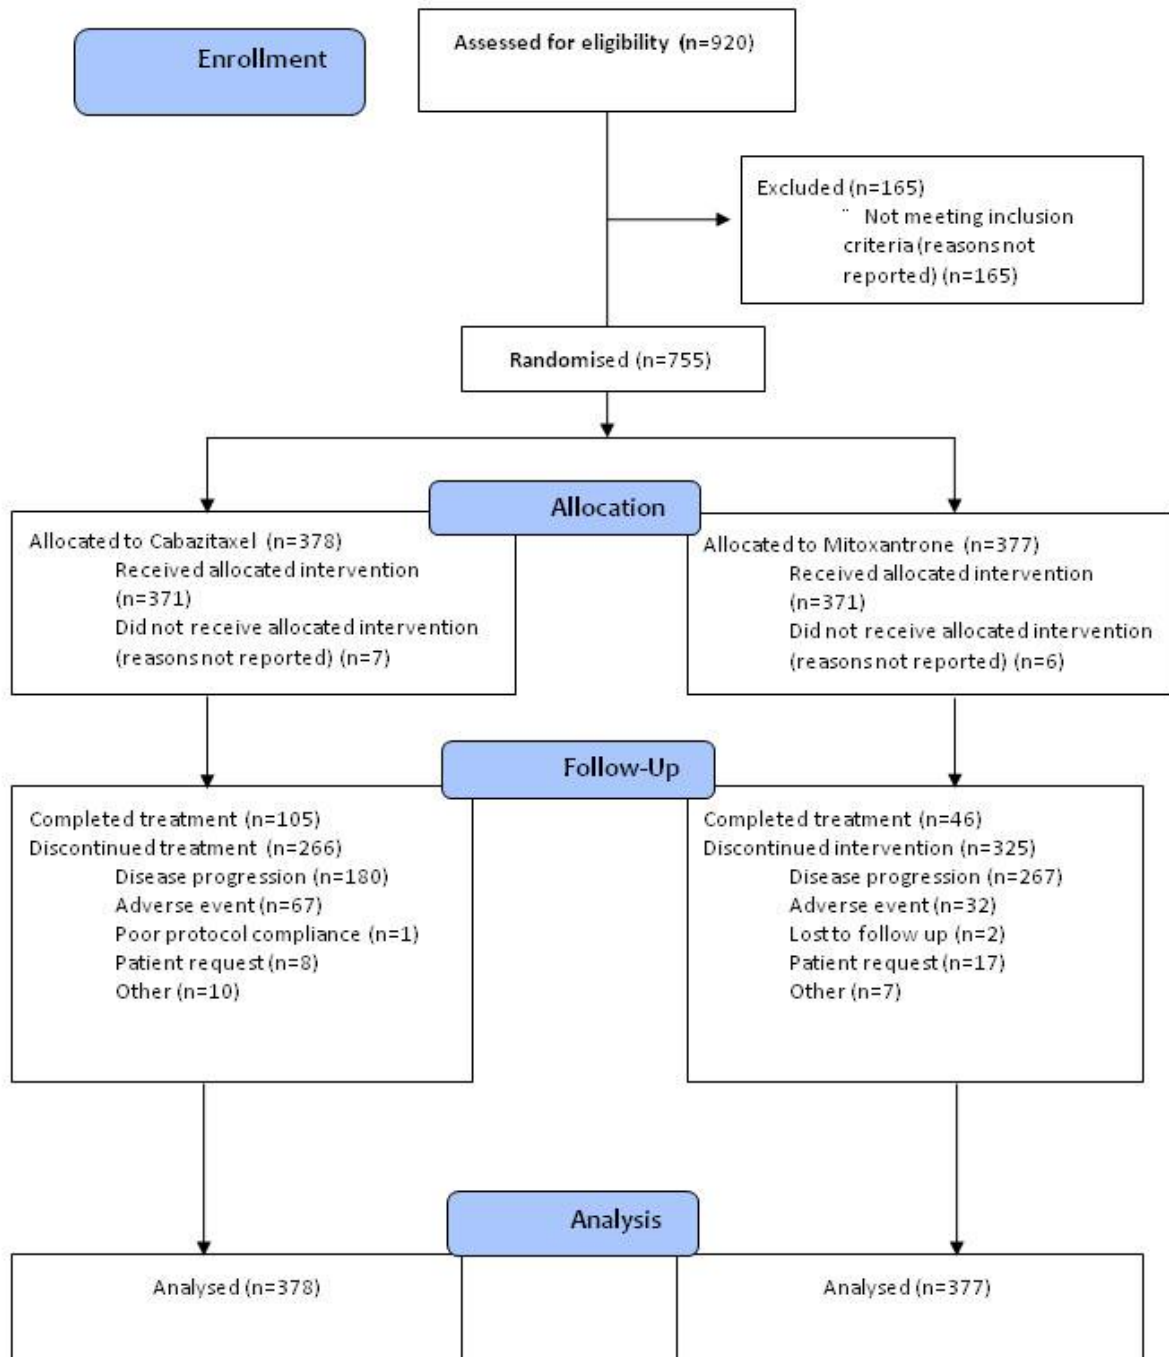 Enrollment
Assessed for eligibility (n=920)
Excluded (n=165)
¨ Not meeting inclusion
criteria (reasons not
reported) (n=165)
Randomised (n=755)
Allocation
Allocated to Cabazitaxel (n=378)
Received allocated intervention
(n=371)
Did not receive allocated intervention
(reasons not reported) (n=7)
Allocated to Mitoxantrone (n=377)
Received allocated intervention
(n=371)
Did not receive allocated intervention
(reasons not reported) (n=6)
Follow-Up
Completed treatment (n=105)
Discontinued treatment (n=266)
Disease progression (n=180)
Adverse event (n=67)
Poor protocol compliance (n=1)
Patient request (n=8)
Other (n=10)
Completed treatment (n=46)
Discontinued intervention (n=325)
Disease progression (n=267)
Adverse event (n=32)
Lost to follow up (n=2)
Patient request (n=17)
Other (n=7)
Analysis
Analysed (n=378)
Analysed (n=377)